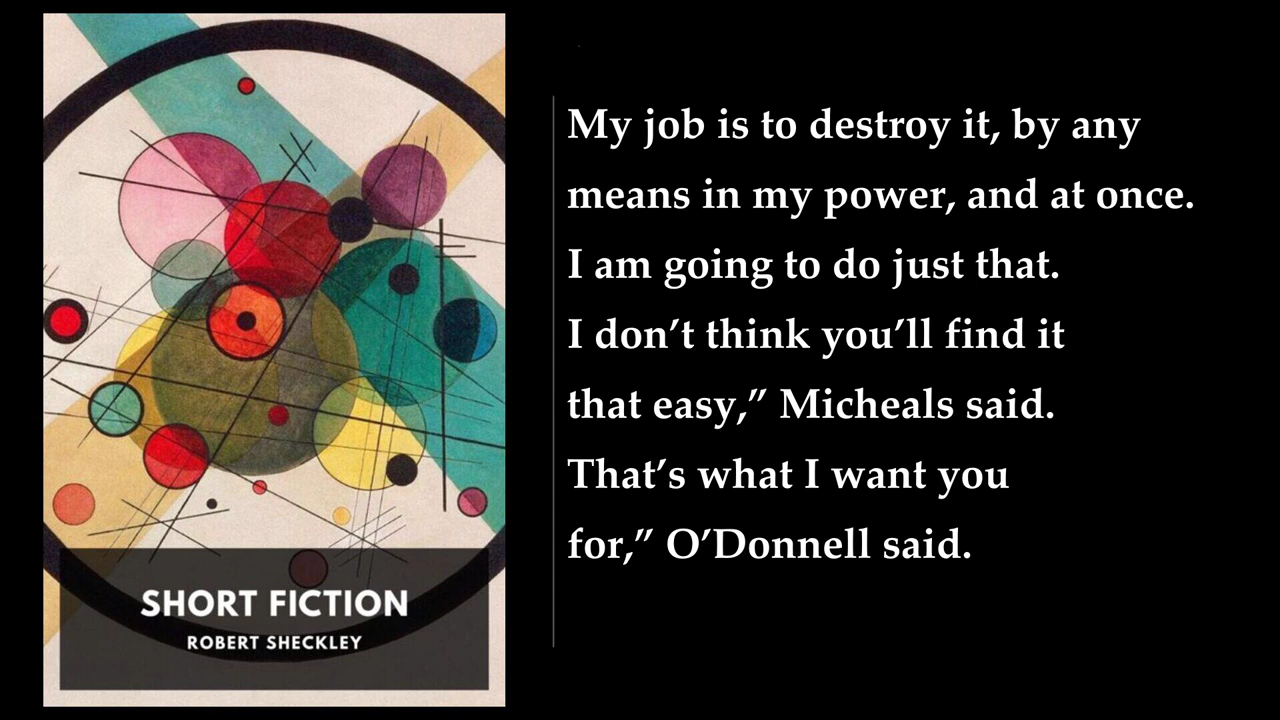 SHORT FICTION
ROBERT SHECKLEY
My job is to destroy it, by any
means in my power, and at once.
I am going to do just that.
I don’t think you’ll find it
that easy,” Micheals said.
That’s what I want you
for,” O’Donnell said.